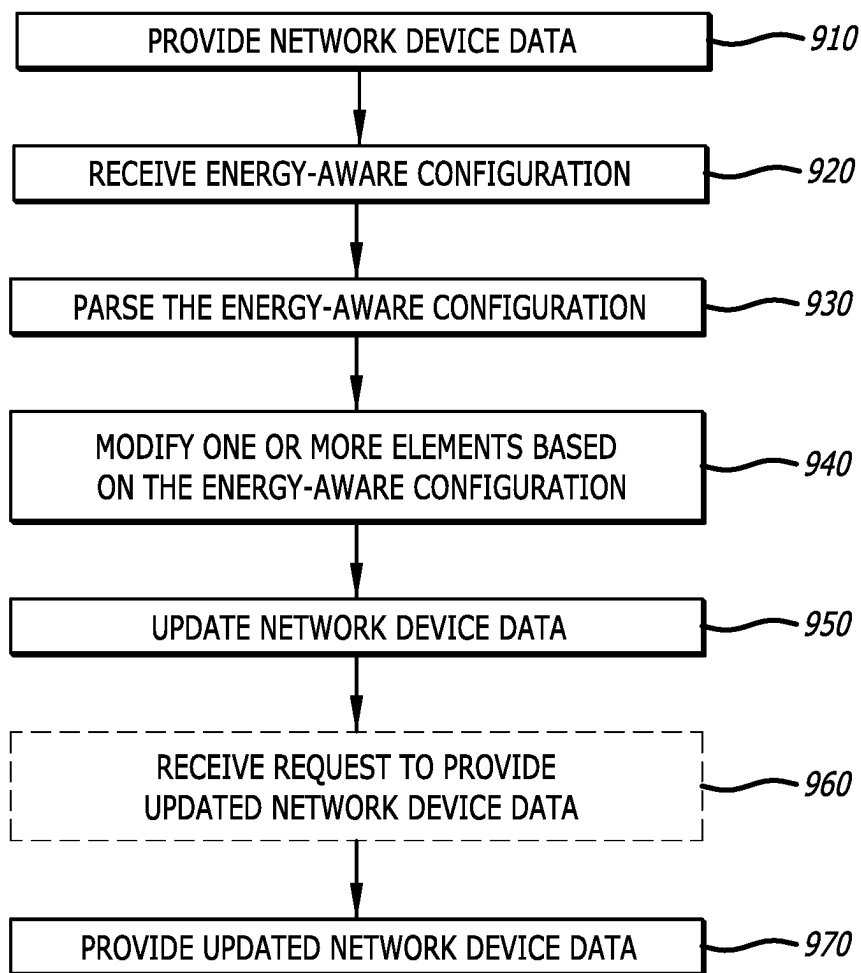 PROVIDE NETWORK DEVICE DATA 910
RECEIVE ENERGY-AWARE CONFIGURATION 920
PARSE THE ENERGY-AWARE CONFIGURATION 930
MODIFY ONE OR MORE ELEMENTS BASED
ON THE ENERGY-AWARE CONFIGURATION 940
UPDATE NETWORK DEVICE DATA 950
RECEIVE REQUEST TO PROVIDE
UPDATED NETWORK DEVICE DATA 960
PROVIDE UPDATED NETWORK DEVICE DATA 970